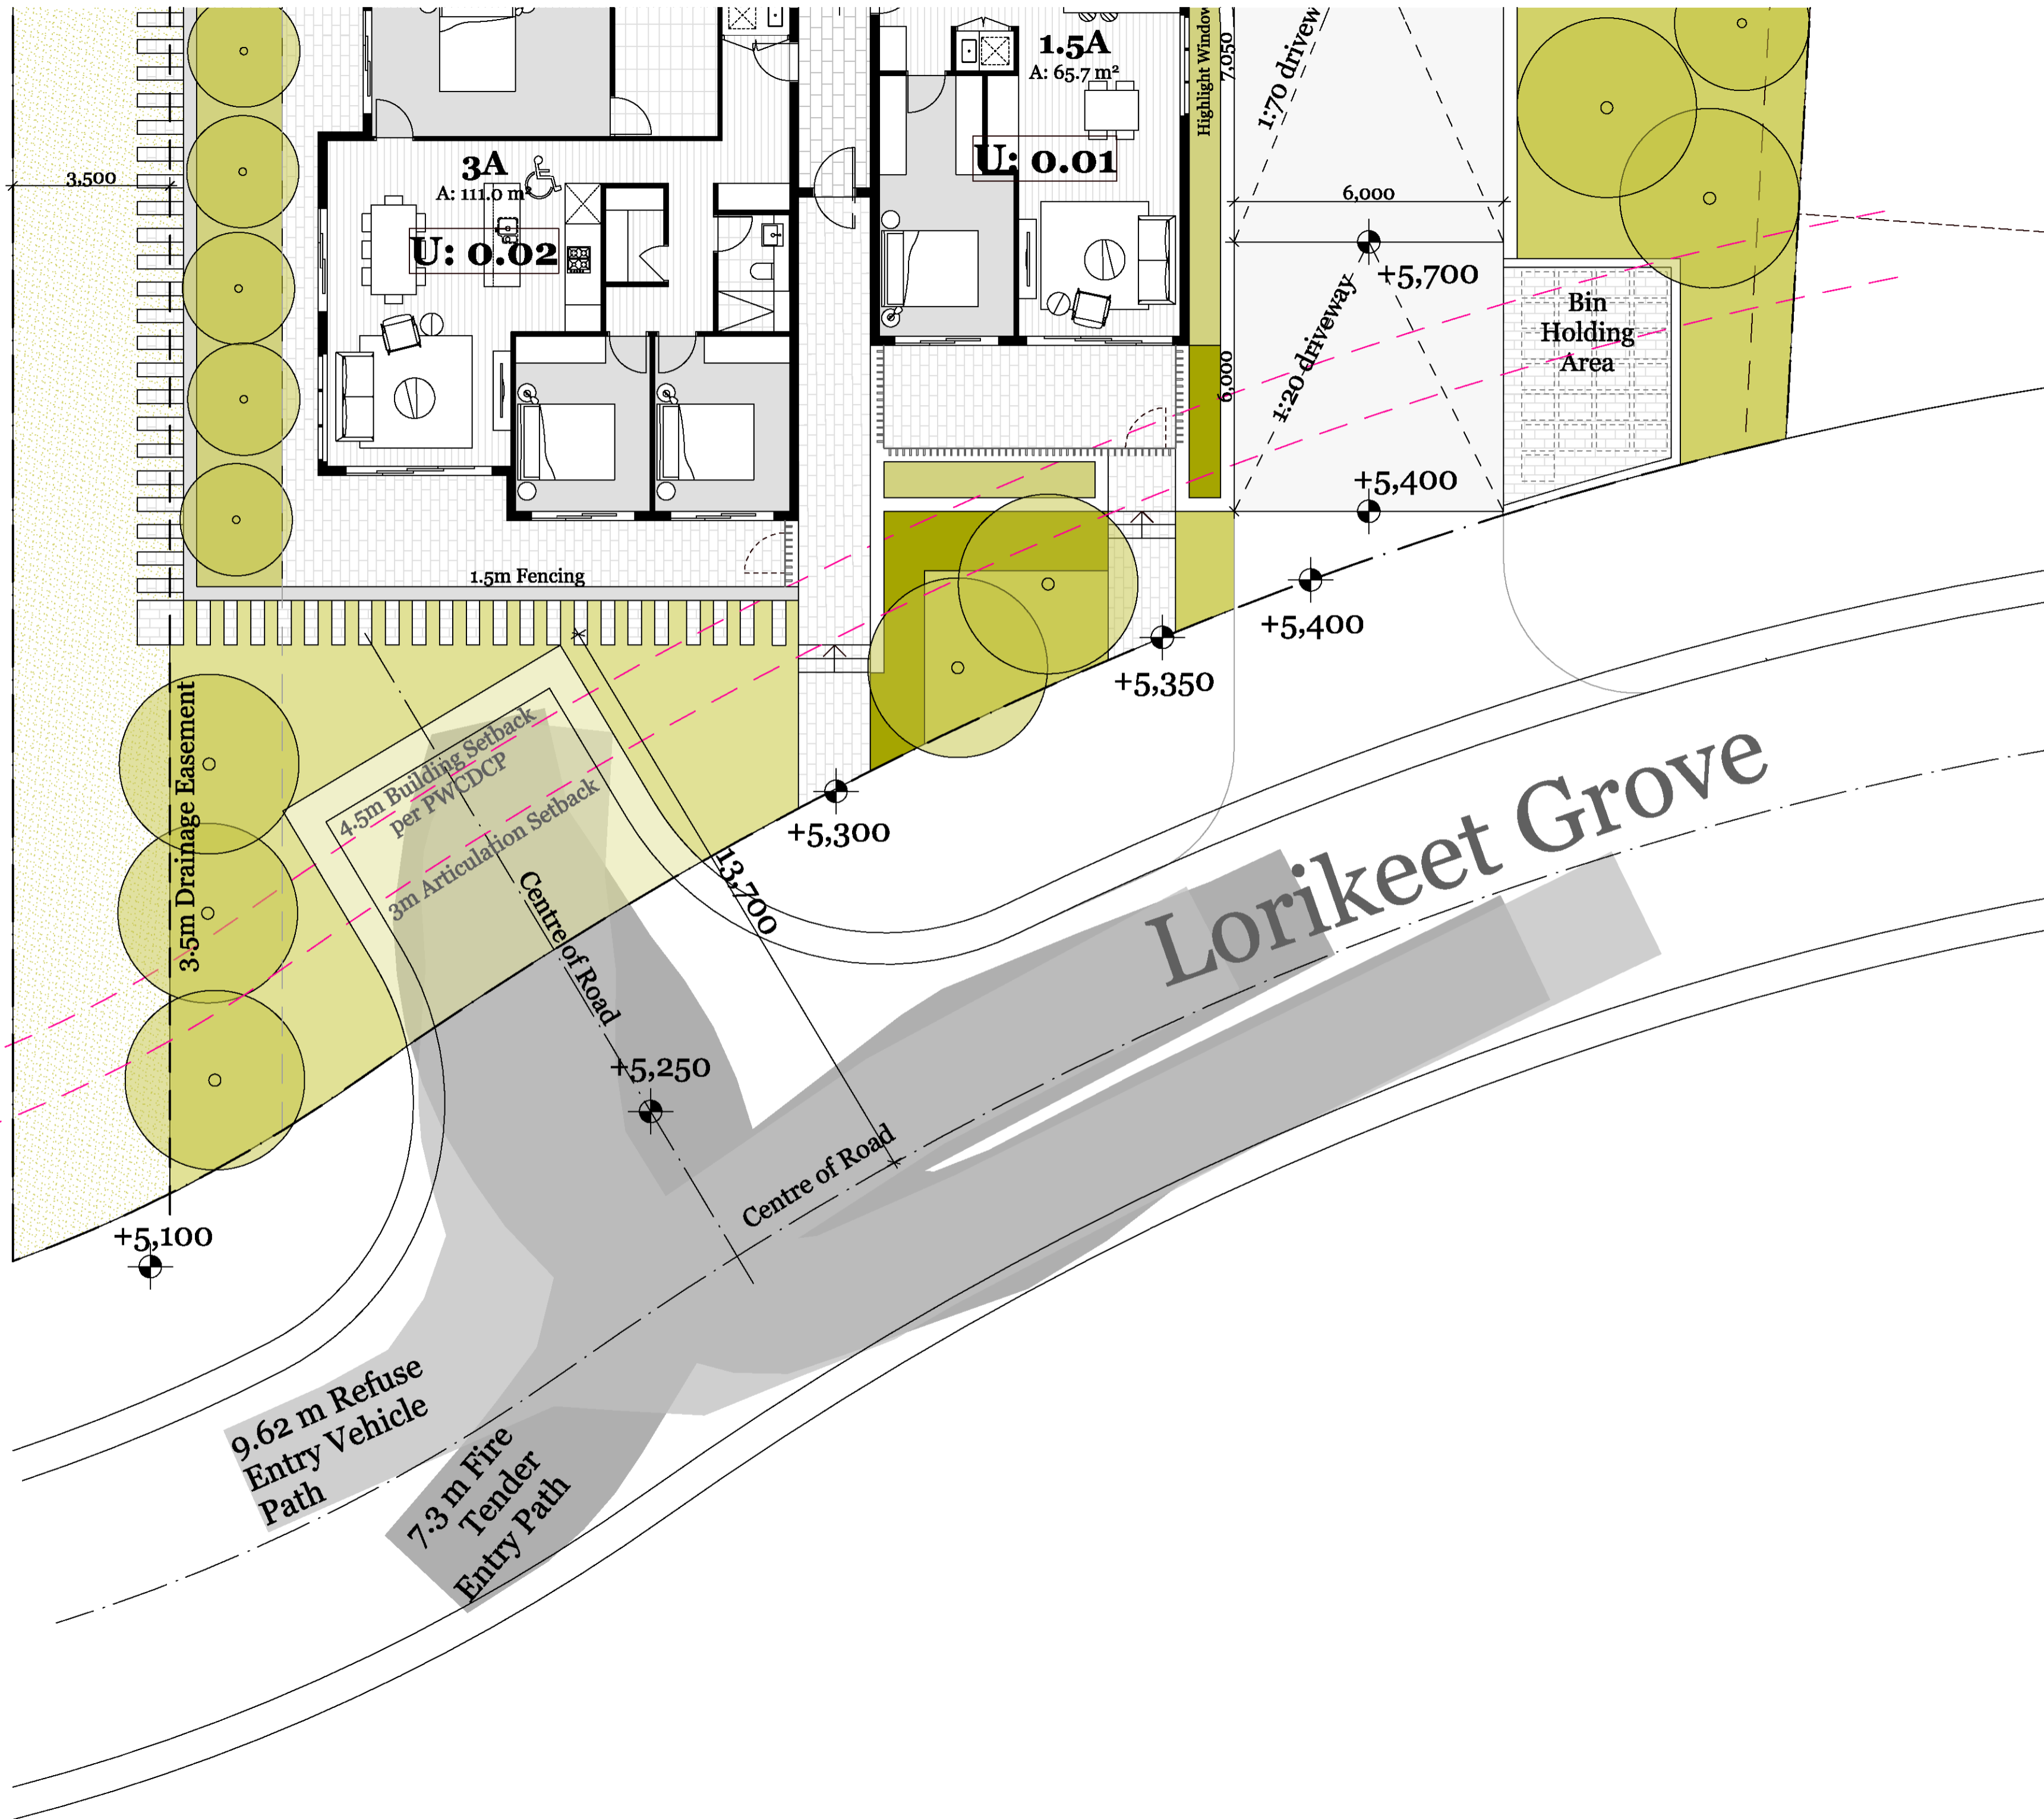 1.5A
A: 65.7 m²
U: 0.01
Highlight Window
7,050
1:70 drivew
3,500
3A
A: 111.0 m²
U: 0.02
6,000
+5,700
Bin
Holding
Area
1:20 driveway
6,000
+5,400
1.5m Fencing
+5,400
+5,350
3.5m Drainage Easement
4.5m Building Setback
per PWCDCP
3m Articulation Setback
+5,300
13,700
Centre of Road
Lorikeet Grove
+5,250
Centre of Road
+5,100
9.62 m Refuse
Entry Vehicle
Path
7.3 m Fire
Tender
Entry Path